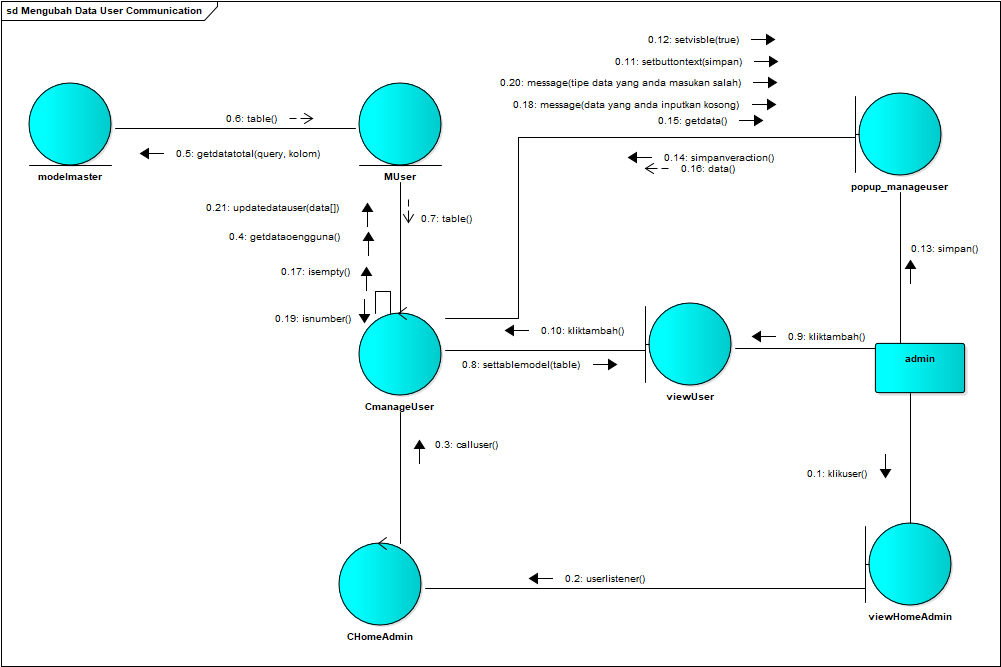 sd Mengubah Data User Communication
0.12: setvisble(true)
0.11: setbuttontext(simpan)
0.20: message(tipe data yang anda masukan salah)
0.18: message(data yang anda inputkan kosong)
0.15: getdata()
0.6: table()
0.5: getdatatotal(query, kolom)
0.14: simpanveraction()
0.16: data()
modelmaster
MUser
popup_manageuser
0.21: updatedatauser(data[])
0.7: table()
0.4: getdataoengguna()
0.13: simpan()
0.17: isempty()
0.19: isnumber()
0.10: kliktambah()
0.9: kliktambah()
0.8: settablemodel(table)
admin
viewUser
CmanageUser
0.3: calluser()
0.1: klikuser()
0.2: userlistener()
viewHomeAdmin
CHomeAdmin